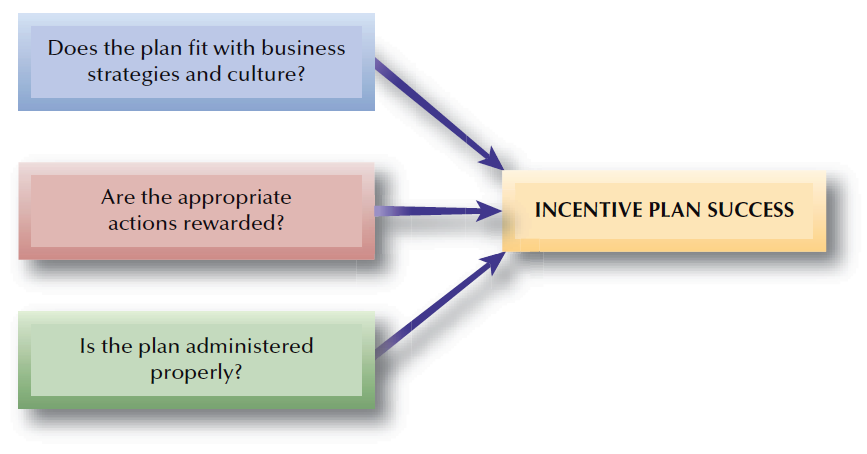 Does the plan fit with business
strategies and culture?
Are the appropriate
actions rewarded?
INCENTIVE PLAN SUCCESS
Is the plan administered
properly?